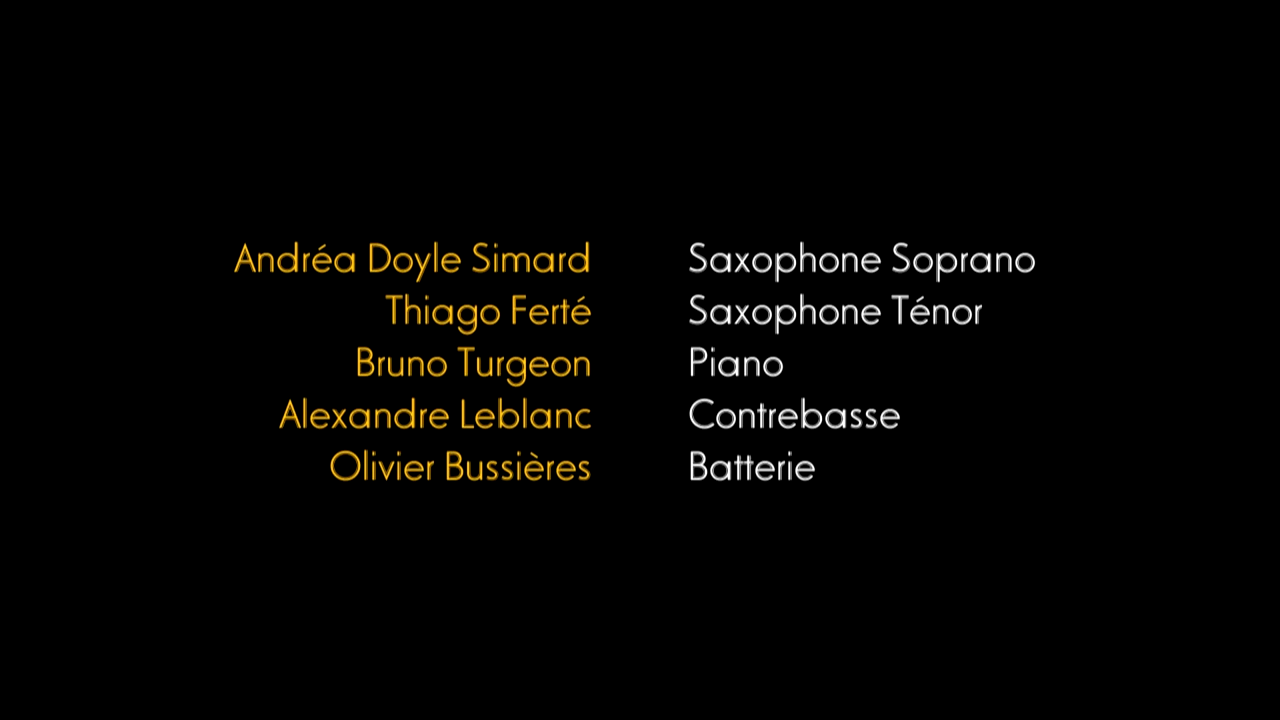 Andréa Doyle Simard Saxophone Soprano
Thiago Ferté Saxophone Ténor
Bruno Turgeon Piano
Alexandre Leblanc Contrebasse
Olivier Bussières Batterie